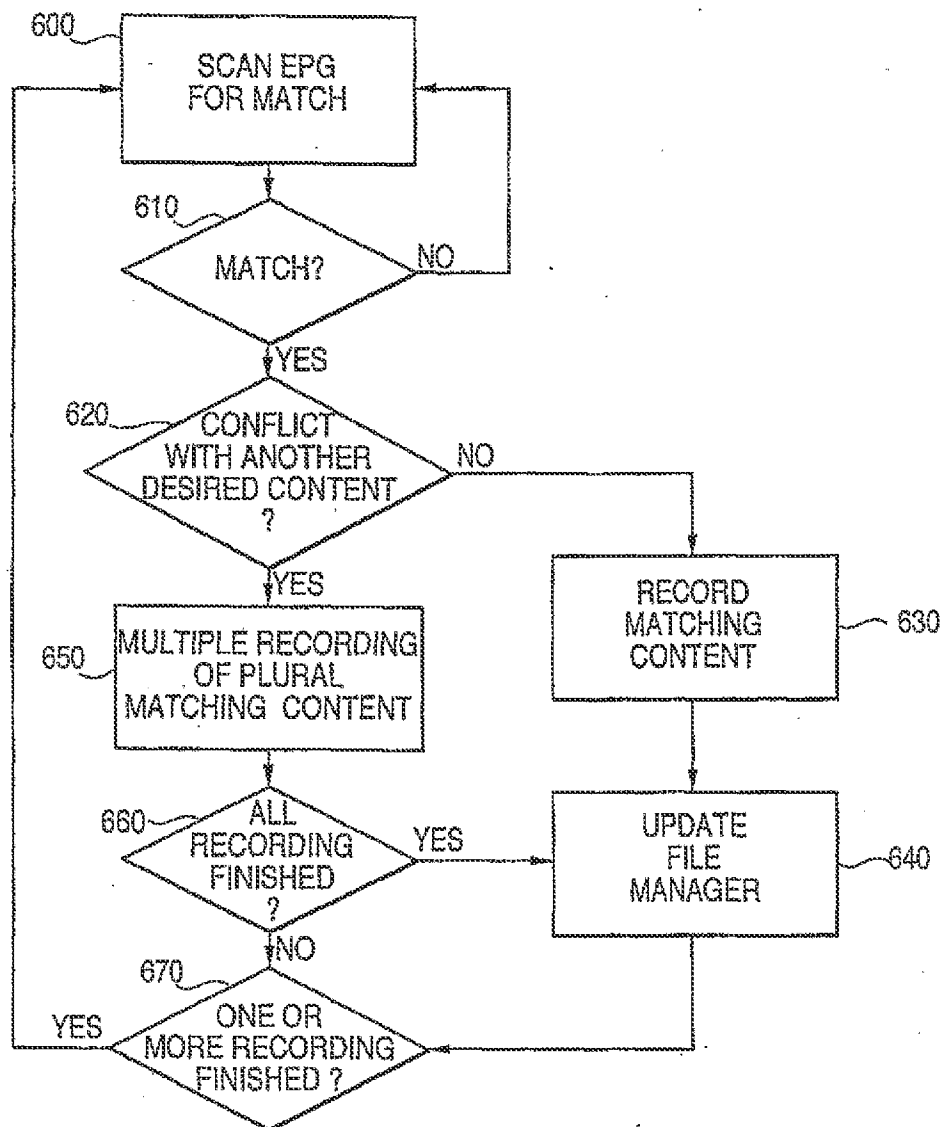 600
SCAN EPG
FOR MATCH
610
MATCH?
NO
YES
620
CONFLICT
WITH ANOTHER
DESIRED CONTENT
?
NO
YES
RECORD
MATCHING
CONTENT
630
650
MULTIPLE RECORDING
OF PLURAL
MATCHING CONTENT
660
ALL
RECORDING
FINISHED
?
YES
UPDATE
FILE
MANAGER
640
NO
670
YES
ONE OR
MORE RECORDING
FINISHED ?